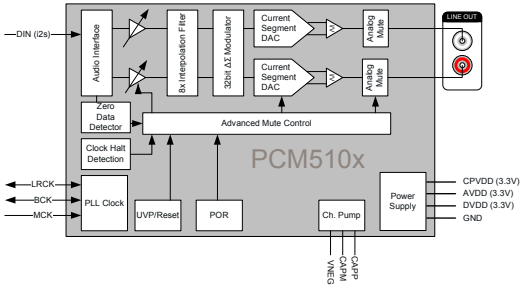 DIN (i2s)
Audio Interface
8x Interpolation Filter
32bit ΔΣ Modulator
Current
Segment
DAC
Analog
Mute
LINE OUT
Current
Segment
DAC
Analog
Mute
Zero
Data
Detector
Advanced Mute Control
Clock Halt
Detection
PCM510x
LRCK
BCK
MCK
PLL Clock
UVP/Reset
POR
Ch. Pump
Power
Supply
CPVDD (3.3V)
AVDD (3.3V)
DVDD (3.3V)
GND
VNEG
CAPM
CAPP